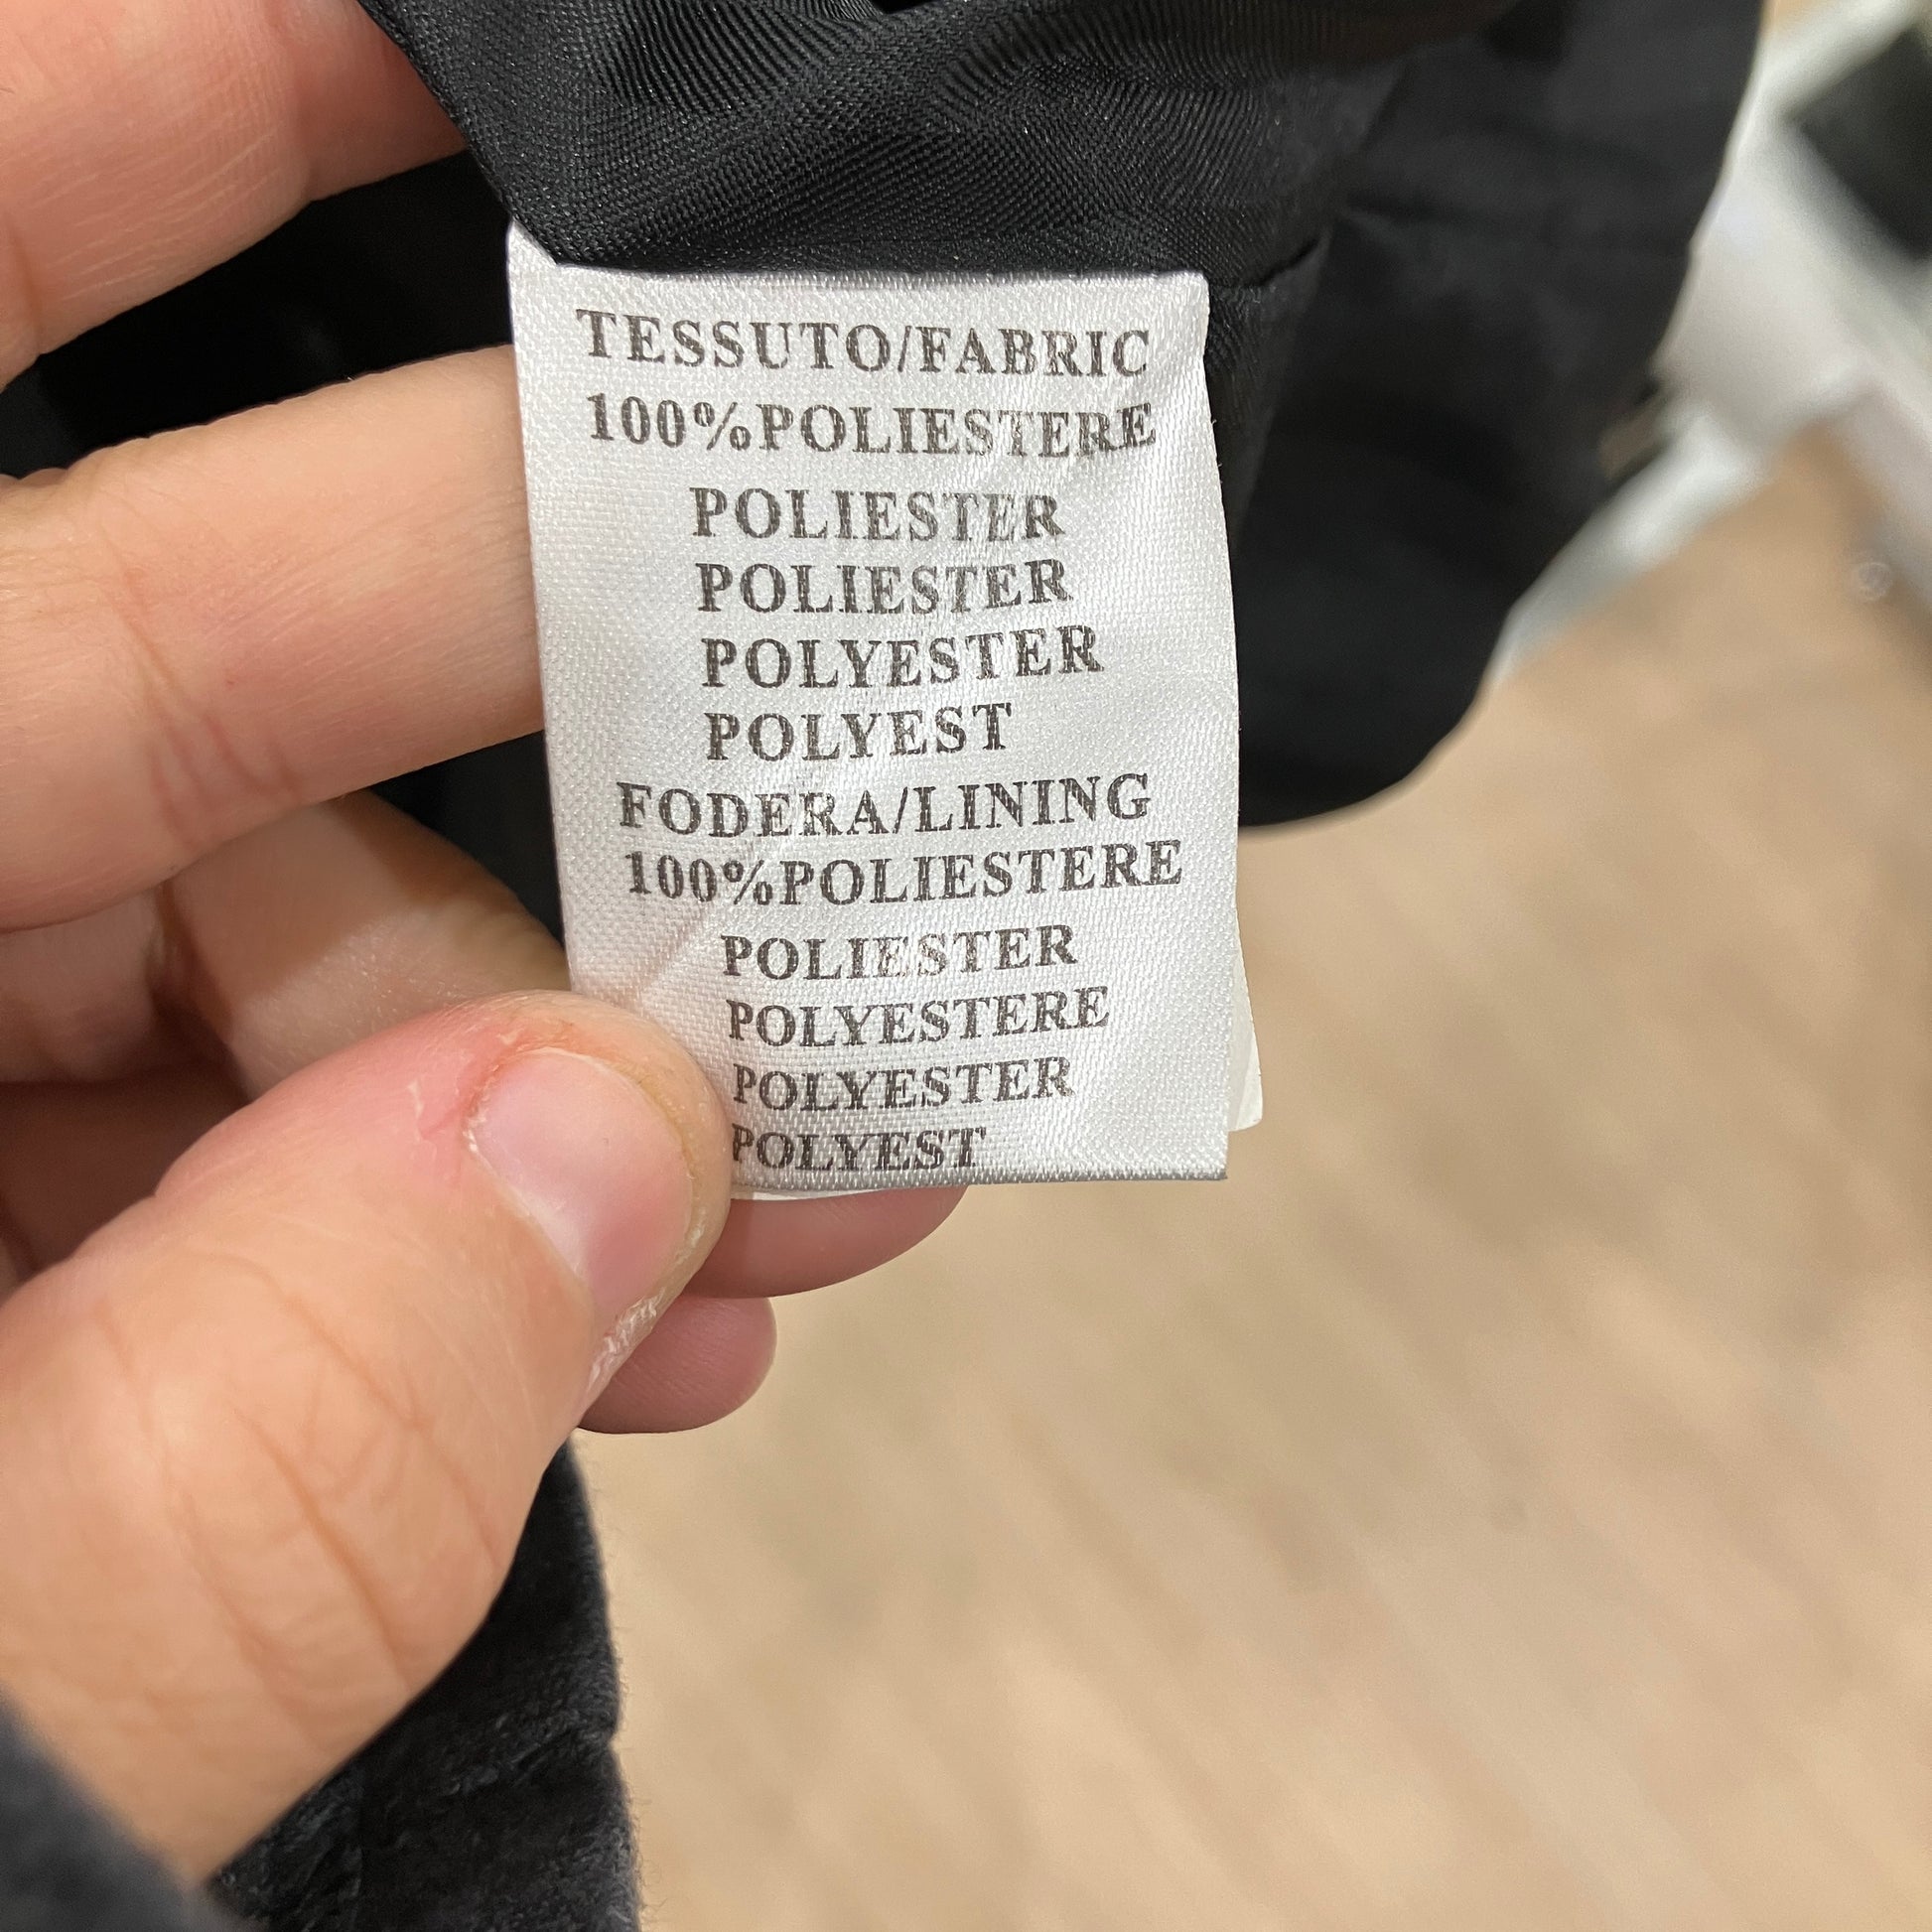 TESSUTO/FABRIC
100%POLIESTERE
POLIESTER
POLIESTER
POLYESTER
POLYEST
FODERA/LINING
100%POLIESTERE
POLIESTER
POLYESTERE
POLYESTER
POLYEST